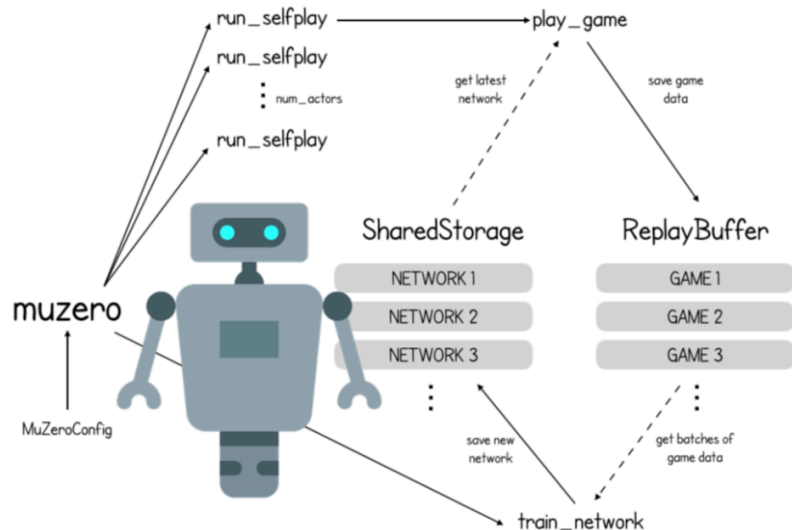 run_selfplay
play_game
run_selfplay
num_actors
run_selfplay
get latest
network
save game
data
SharedStorage
ReplayBuffer
NETWORK 1
GAME 1
NETWORK 2
GAME 2
NETWORK 3
GAME 3
muzero
MuZeroConfig
save new
network
get batches of
game data
train_network